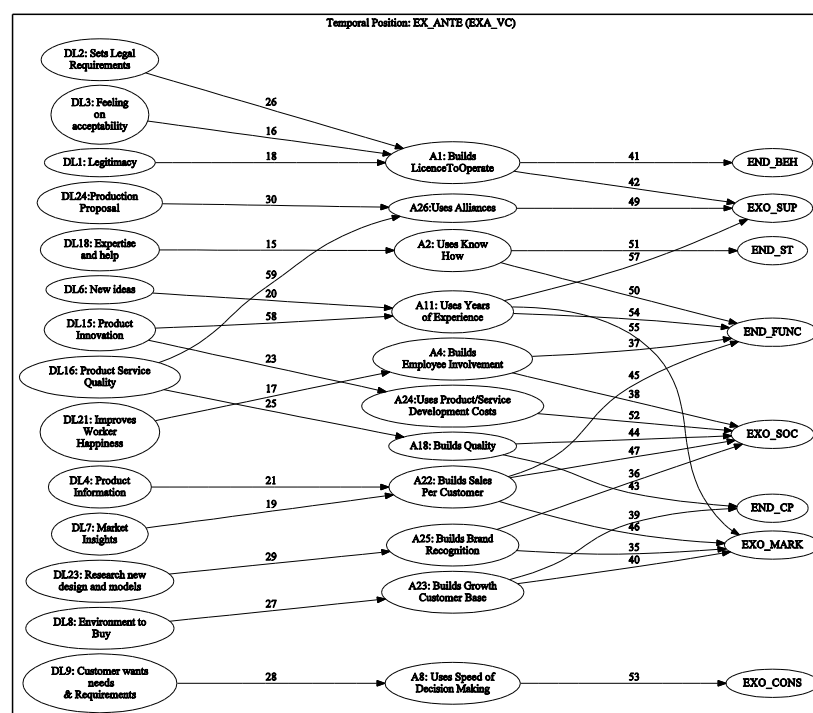 Temporal Position: EX_ANTE (EXA_VC)
DL2: Sets Legal
Requirements
DL3: Feeling
on
acceptability
DL1: Legitimacy
DL24:Production
Proposal
DL18: Expertise
and help
DL6: New ideas
DL15: Product
Innovation
DL16: Product Service
Quality
DL21: Improves
Worker
Happiness
DL4: Product
Information
DL7: Market
Insights
DL23: Research new
design and models
DL8: Environment to
Buy
DL9: Customer wants
needs
& Requirements
26
16
18
30
15
59
20
58
23
17
25
21
19
29
27
28
A1: Builds
LicenceToOperate
A26:Uses Alliances
A2: Uses Know
How
A11: Uses Years
of Experience
A4: Builds
Employee Involvement
A24:Uses Product/Service
Development Costs
A18: Builds Quality
A22: Builds Sales
Per Customer
A25: Builds Brand
Recognition
A23: Builds Growth
Customer Base
A8: Uses Speed of
Decision Making
41
42
49
51
57
50
54
55
37
45
38
52
44
47
36
43
39
46
35
40
53
END_BEH
EXO_SUP
END_ST
END_FUNC
EXO_SOC
END_CP
EXO_MARK
EXO_CONS